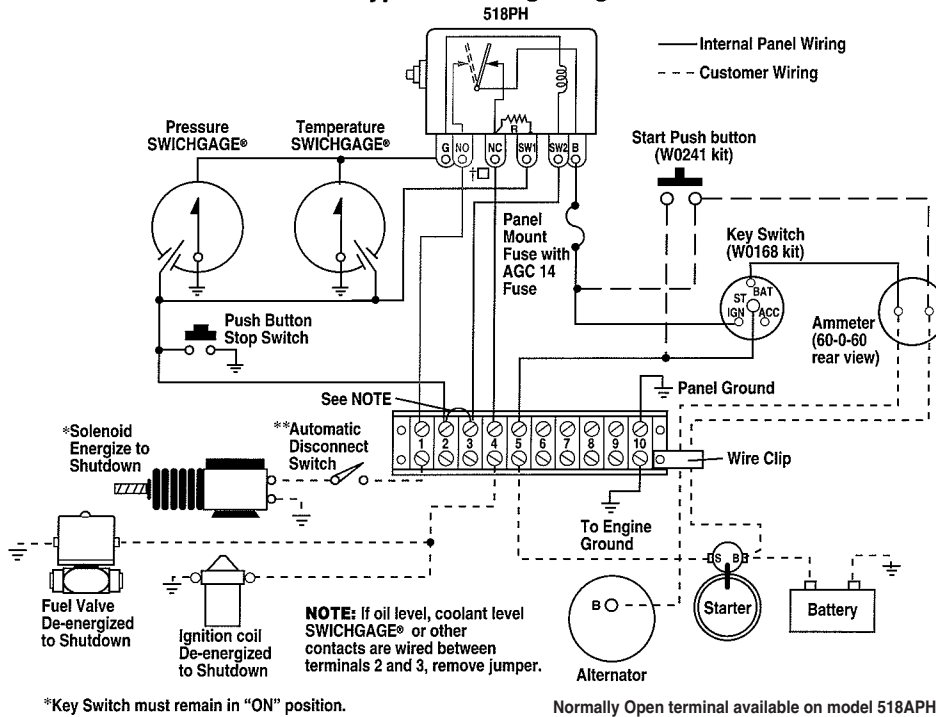 518PH
Internal Panel Wiring
Customer Wiring
Pressure
SWICHGAGE®
Temperature
SWICHGAGE®
R
G NO NC SW1 SW2 B
†□
Start Push button
(W0241 kit)
Panel
Mount
Fuse with
AGC 14
Fuse
Key Switch
(W0168 kit)
BAT
ST
IGN
ACC
Ammeter
(60-0-60
rear view)
Push Button
Stop Switch
See NOTE
Panel Ground
1 2 3 4 5 6 7 8 9 10
*Solenoid
Energize to
Shutdown
**Automatic
Disconnect
Switch
Wire Clip
To Engine
Ground
Fuel Valve
De-energized
to Shutdown
Ignition coil
De-energized
to Shutdown
NOTE: If oil level, coolant level
SWICHGAGE® or other
contacts are wired between
terminals 2 and 3, remove jumper.
B
Alternator
S B
Starter
Battery
*Key Switch must remain in “ON” position.
Normally Open terminal available on model 518APH